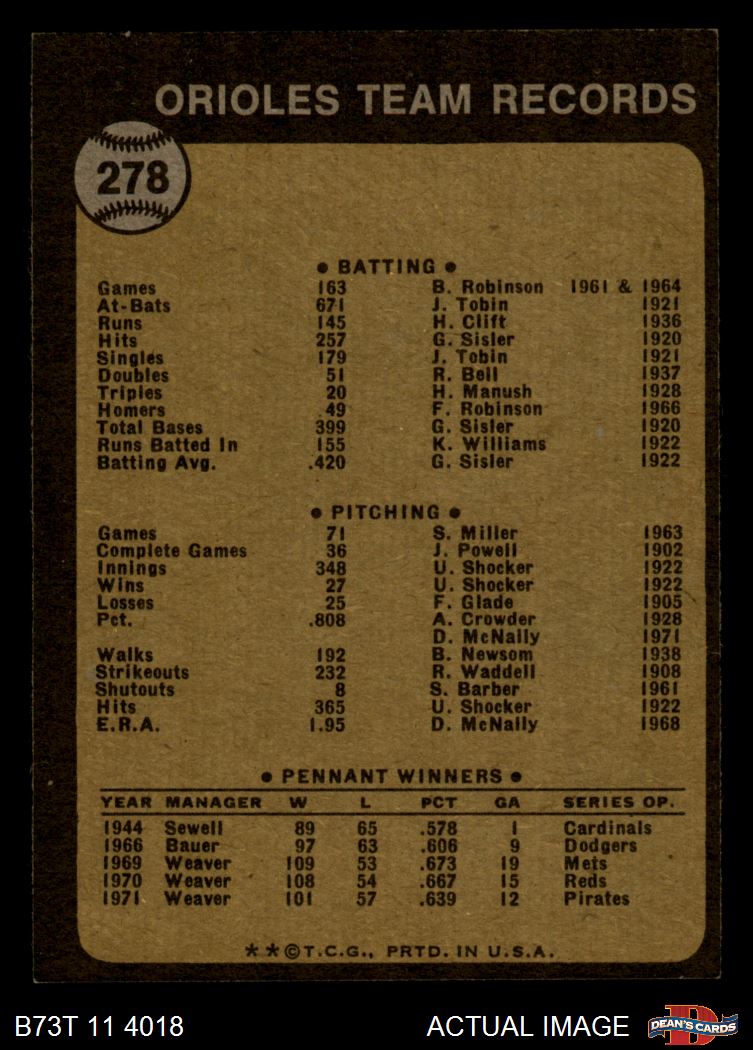 ORIOLES TEAM RECORDS
278
• BATTING •
Games 163 B. Robinson 1961 & 1964
At-Bats 671 J. Tobin 1921
Runs 145 H. Clift 1936
Hits 257 G. Sisler 1920
Singles 179 J. Tobin 1921
Doubles 51 R. Bell 1937
Triples 20 H. Manush 1928
Homers 49 F. Robinson 1966
Total Bases 399 G. Sisler 1920
Runs Batted In 155 K. Williams 1922
Batting Avg. .420 G. Sisler 1922
• PITCHING •
Games 71 S. Miller 1963
Complete Games 36 J. Powell 1902
Innings 348 U. Shocker 1922
Wins 27 U. Shocker 1922
Losses 25 F. Glade 1905
Pct. .808 A. Crowder 1928
D. McNally 1971
Walks 192 B. Newsom 1938
Strikeouts 232 R. Waddell 1908
Shutouts 8 S. Barber 1961
Hits 365 U. Shocker 1922
E.R.A. 1.95 D. McNally 1968
• PENNANT WINNERS •
YEAR MANAGER W L PCT GA SERIES OP.
1944 Sewell 89 65 .578 1 Cardinals
1966 Bauer 97 63 .606 9 Dodgers
1969 Weaver 109 53 .673 19 Mets
1970 Weaver 108 54 .667 15 Reds
1971 Weaver 101 57 .639 12 Pirates
**©T.C.G., PRTD. IN U.S.A.
B73T 11 4018 ACTUAL IMAGE D DEAN'S CARDS